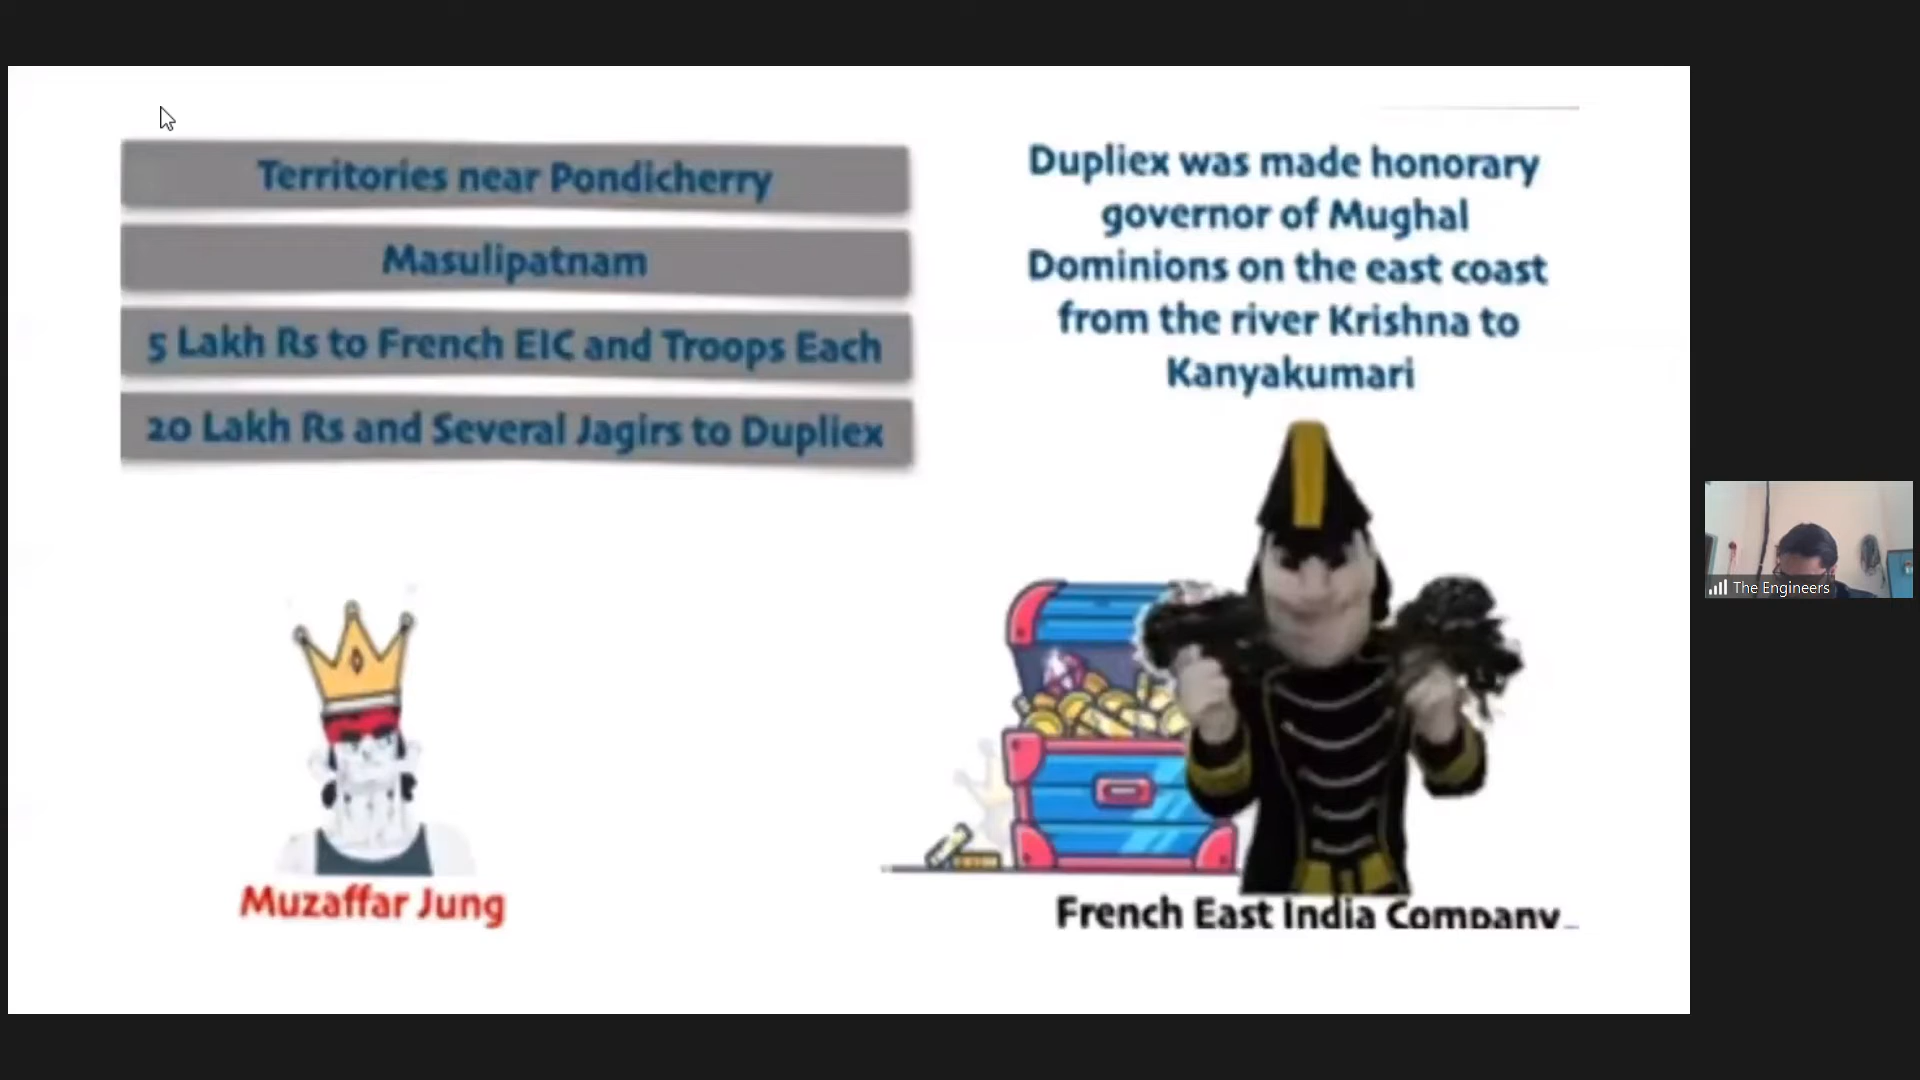 Territories near Pondicherry
Masulipatnam
5 Lakh Rs to French EIC and Troops Each
20 Lakh Rs and Several Jagirs to Dupliex
Dupliex was made honorary
governor of Mughal
Dominions on the east coast
from the river Krishna to
Kanyakumari
Muzaffar Jung
French East India Company
The Engineers